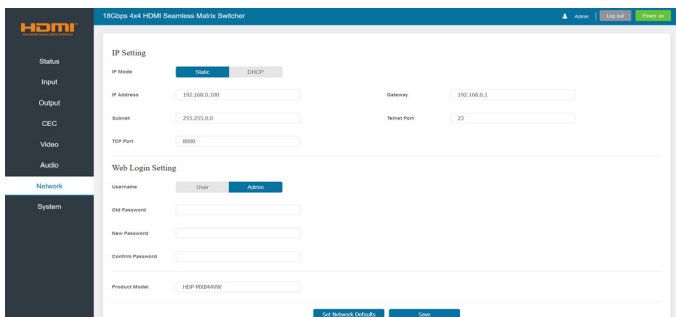 18Gbps 4x4 HDMI Seamless Matrix Switcher
Admin
Log out
Power on
HDMI
Status
Input
Output
CEC
Video
Audio
Network
System
IP Setting
IP Mode Static DHCP
IP Address 192.168.0.100 Gateway 192.168.0.1
Subnet 255.255.0.0 Telnet Port 23
TCP Port 8000
Web Login Setting
Username User Admin
Old Password
New Password
Confirm Password
Product Model HDP-MXB44VW
Set Network Defaults Save